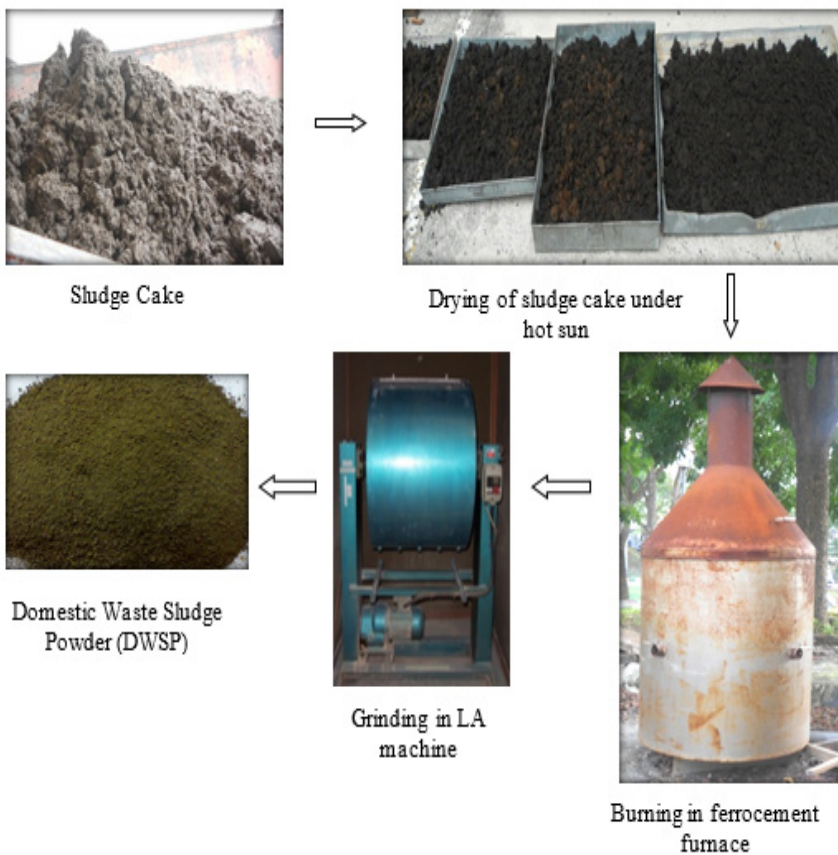 Sludge Cake
Drying of sludge cake under
hot sun
Domestic Waste Sludge
Powder (DWSP)
Grinding in LA
machine
Burning in ferrocement
furnace